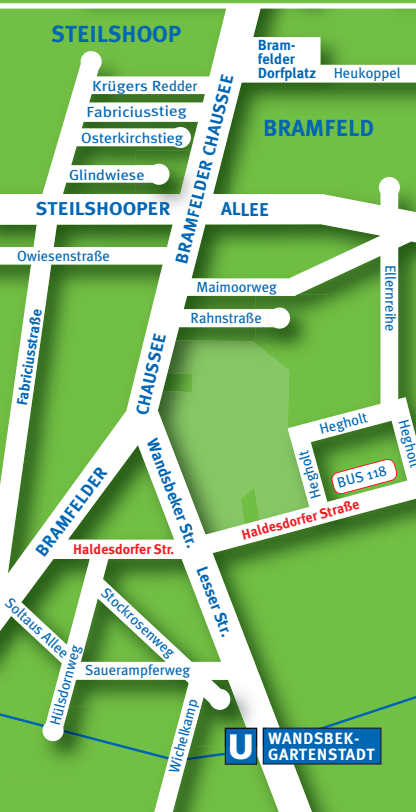 STEILSHOOP
Bram-
felder
Dorfplatz
Heukoppel
Krügers Redder
Fabriciusstieg
BRAMFELD
Osterkirchstieg
Glindwiese
BRAMFELDER CHAUSSEE
STEILSHOOPER ALLEE
Owiesenstraße
Maimoorweg
Ellernreihe
Rahnstraße
Fabriciusstraße
CHAUSSEE
BRAMFELDER
Hegholt
Hegholt
Hegholt
BUS 118
Wandsbeker Str.
Haldesdorfer Straße
Haldesdorfer Str.
Lesser Str.
Stockrosenweg
Soltaus Allee
Hülsdornweg
Sauerampferweg
Wichelkamp
U
WANDSBEK-
GARTENSTADT